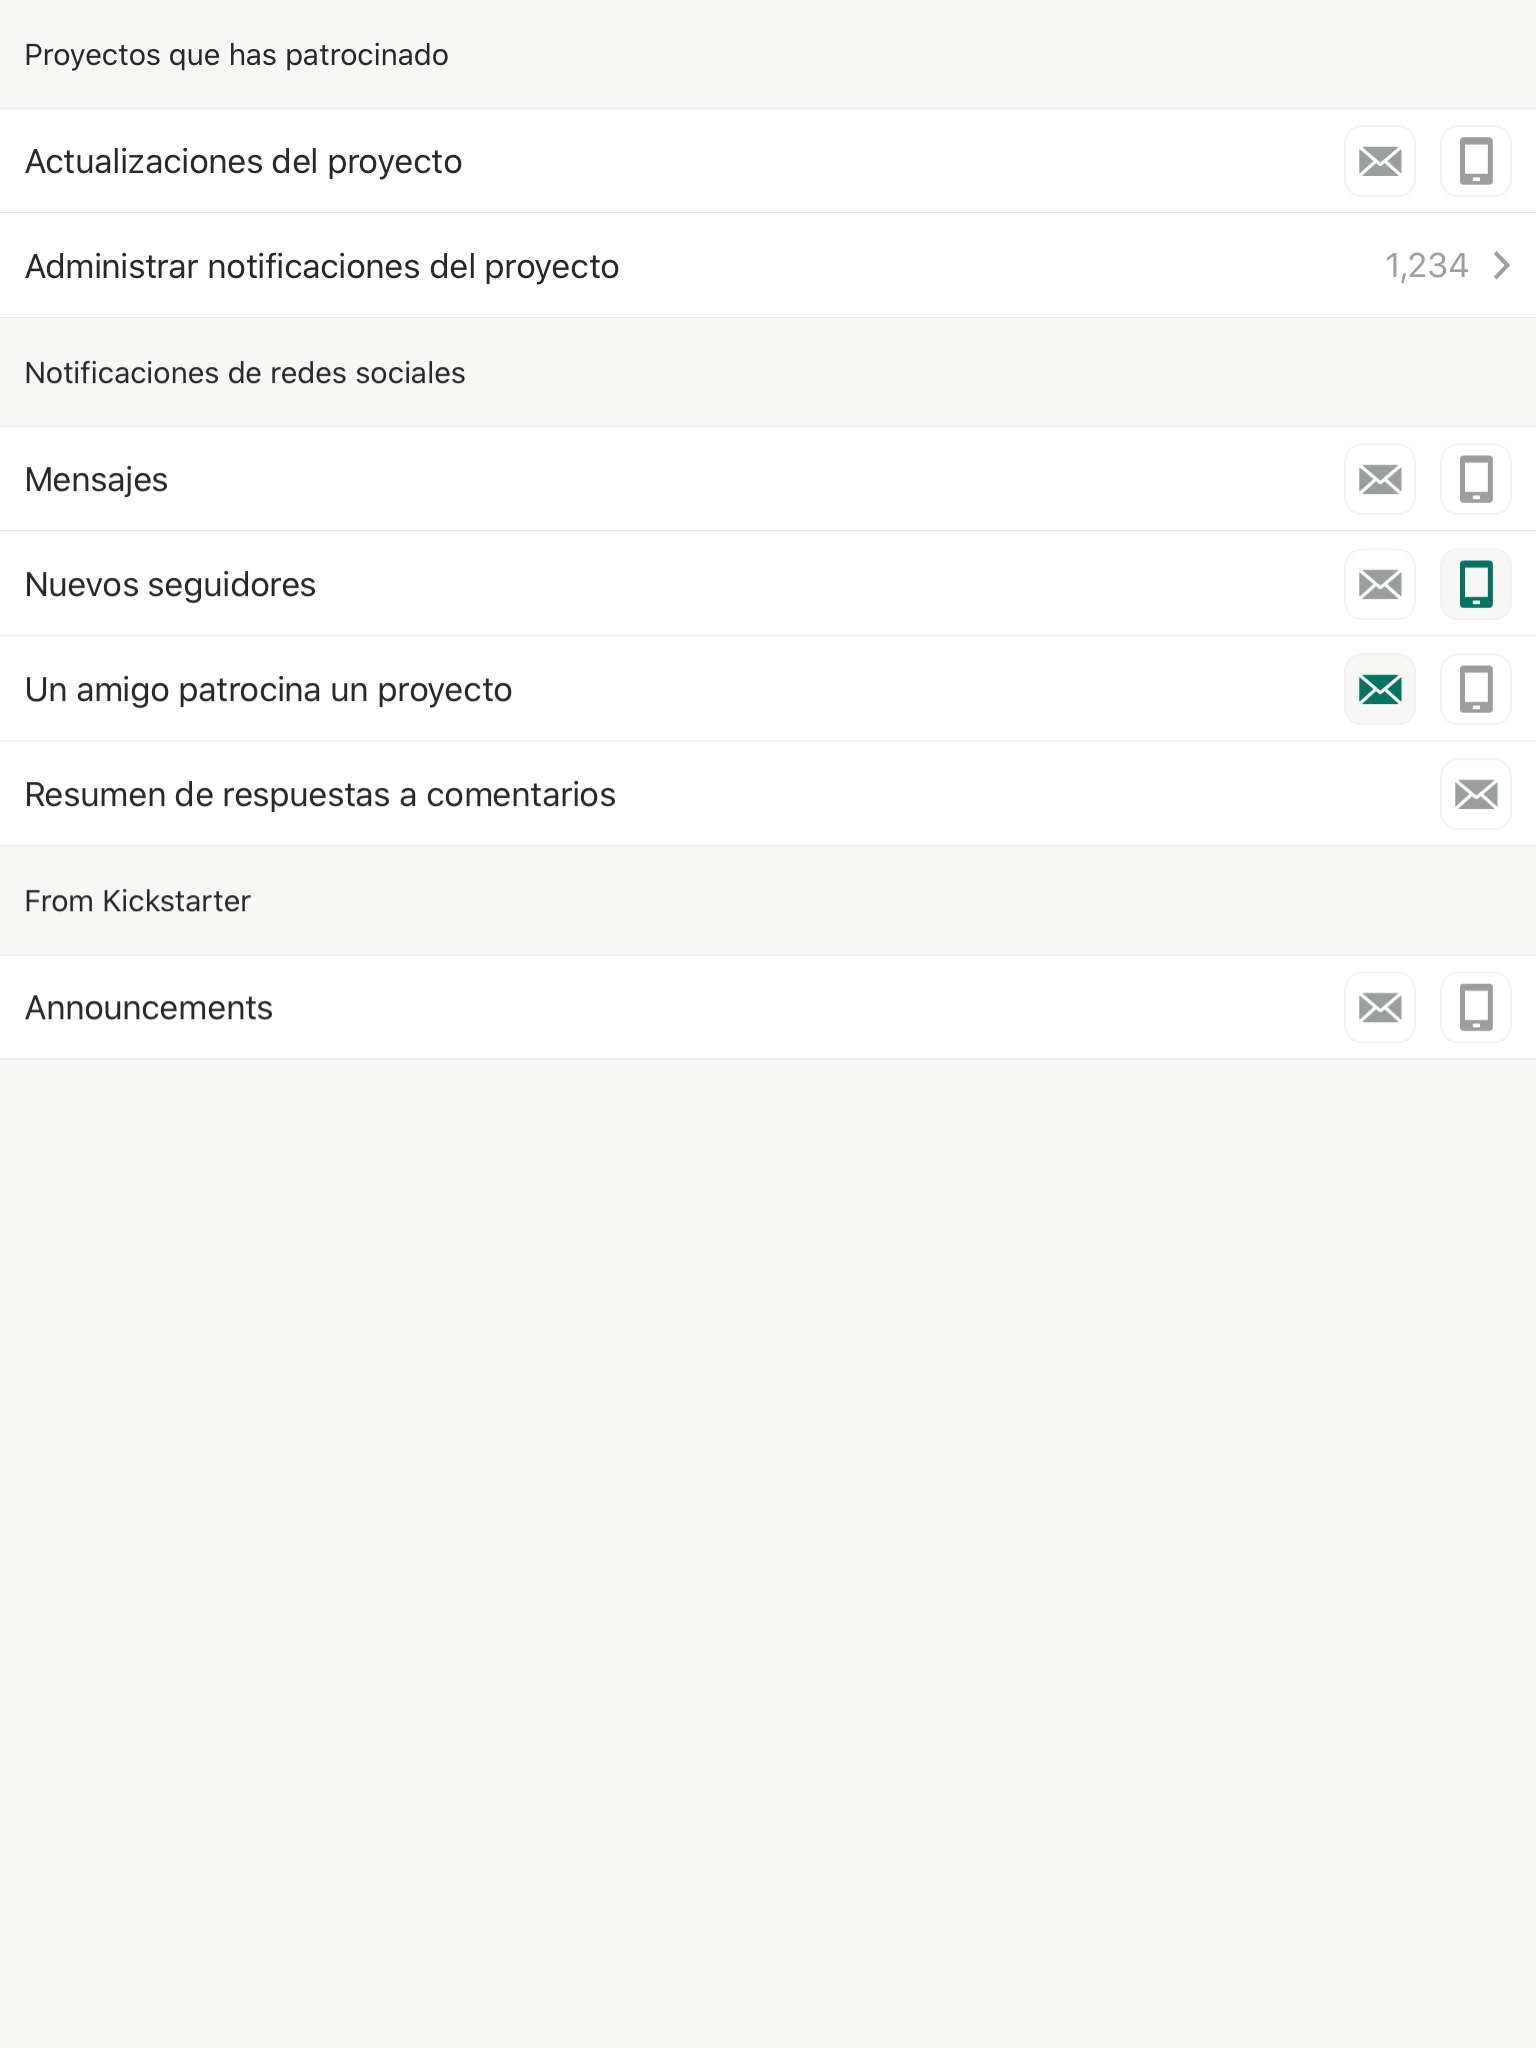 Proyectos que has patrocinado
Actualizaciones del proyecto
Administrar notificaciones del proyecto 1,234
Notificaciones de redes sociales
Mensajes
Nuevos seguidores
Un amigo patrocina un proyecto
Resumen de respuestas a comentarios
From Kickstarter
Announcements